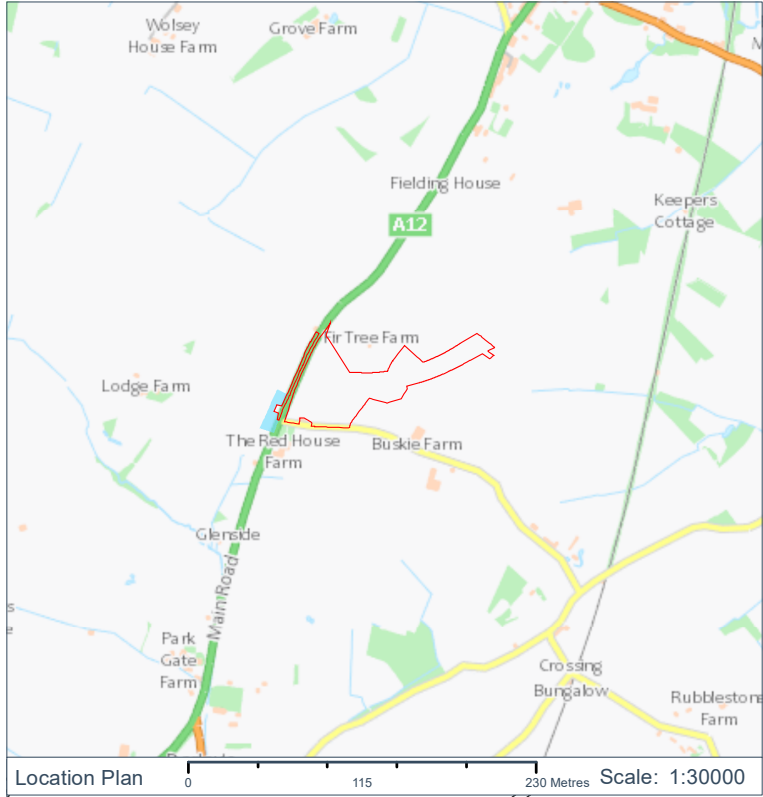 Wolsey
House Farm
Grove Farm
Fielding House
Keepers
Cottage
A12
Fir Tree Farm
Lodge Farm
The Red House
Farm
Buskie Farm
Glenside
Main Road
Park
Gate
Farm
Crossing
Bungalow
Rubblestone
Farm
Location Plan
0
115
230 Metres
Scale: 1:30000